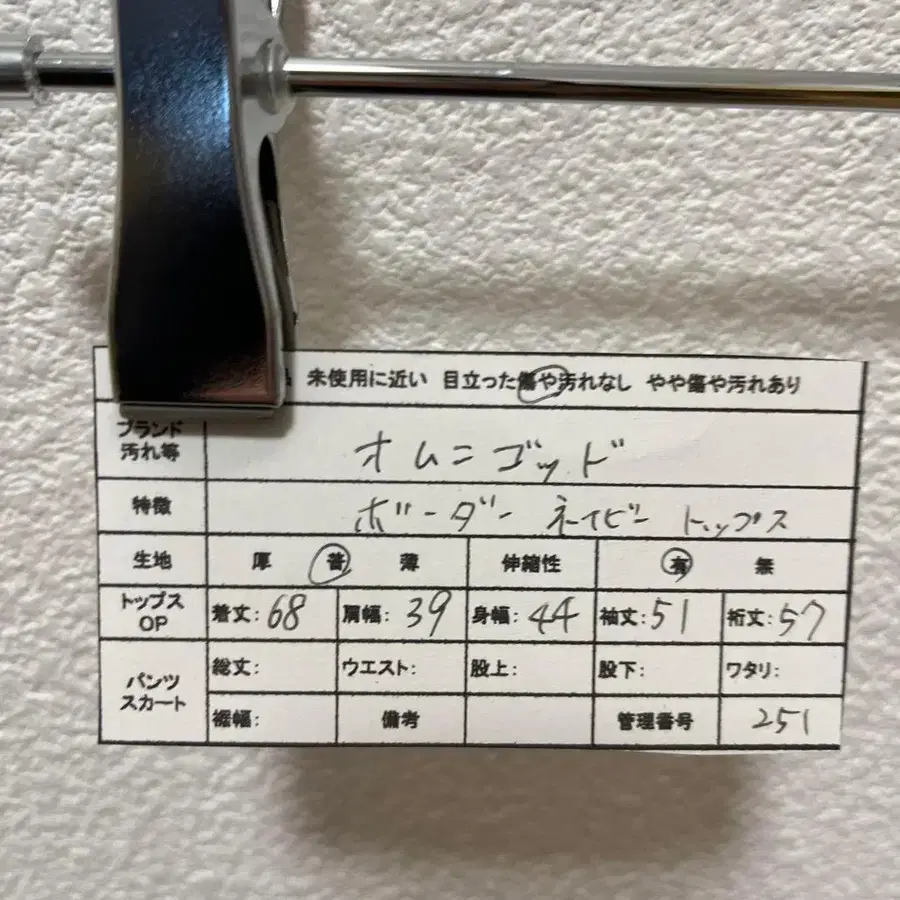 未使用に近い 目立った傷や汚れなし やや傷や汚れあり
ブランド
汚れ等
オムニゴッド
特徴 ボーダー ネイビー トップス
生地 厚 普 薄 伸縮性 有 無
トップス
OP
着丈:68 肩幅:39 身幅:44 袖丈:51 裄丈:57
パンツ
スカート
総丈: ウエスト: 股上: 股下: ワタリ:
裾幅: 備考 管理番号 251